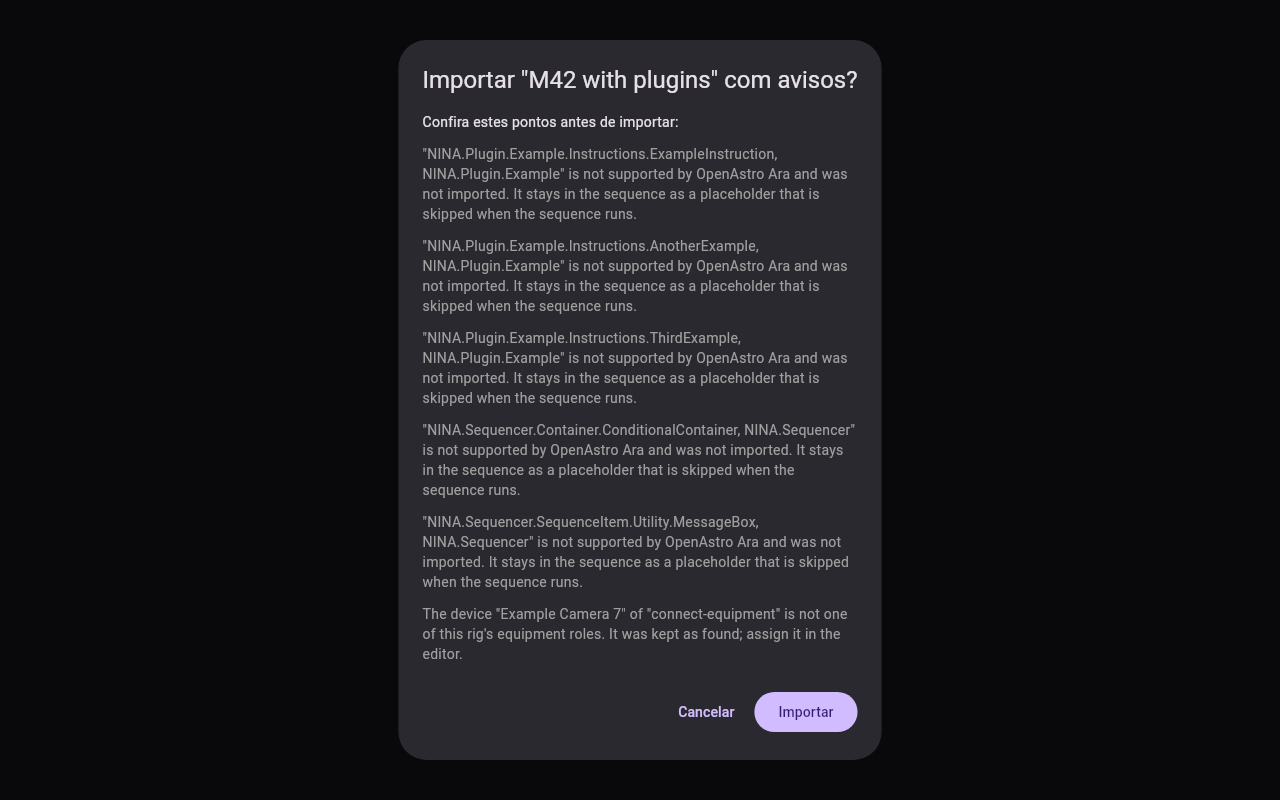 Importar "M42 with plugins" com avisos?
Confira estes pontos antes de importar:
"NINA.Plugin.Example.Instructions.ExampleInstruction,
NINA.Plugin.Example" is not supported by OpenAstro Ara and was
not imported. It stays in the sequence as a placeholder that is
skipped when the sequence runs.
"NINA.Plugin.Example.Instructions.AnotherExample,
NINA.Plugin.Example" is not supported by OpenAstro Ara and was
not imported. It stays in the sequence as a placeholder that is
skipped when the sequence runs.
"NINA.Plugin.Example.Instructions.ThirdExample,
NINA.Plugin.Example" is not supported by OpenAstro Ara and was
not imported. It stays in the sequence as a placeholder that is
skipped when the sequence runs.
"NINA.Sequencer.Container.ConditionalContainer, NINA.Sequencer"
is not supported by OpenAstro Ara and was not imported. It stays
in the sequence as a placeholder that is skipped when the
sequence runs.
"NINA.Sequencer.SequenceItem.Utility.MessageBox,
NINA.Sequencer" is not supported by OpenAstro Ara and was not
imported. It stays in the sequence as a placeholder that is skipped
when the sequence runs.
The device "Example Camera 7" of "connect-equipment" is not one
of this rig's equipment roles. It was kept as found; assign it in the
editor.
Cancelar
Importar